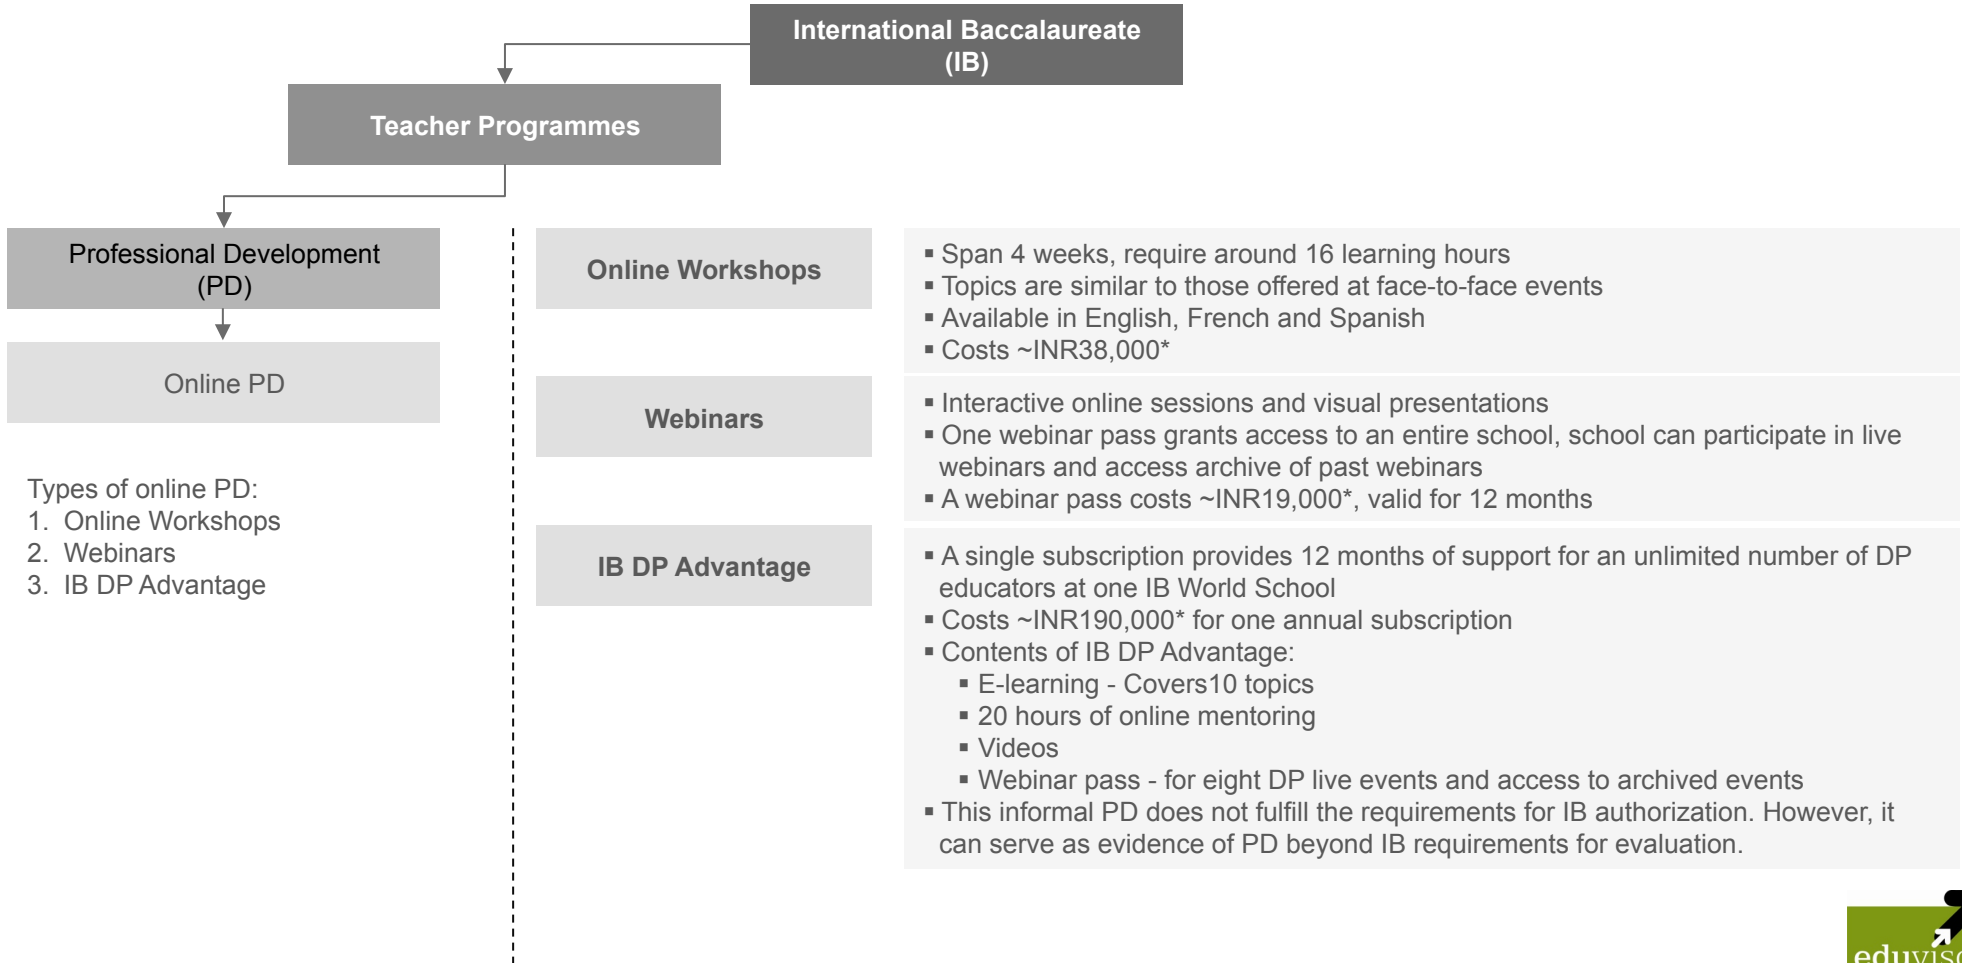 International Baccalaureate
(IB)
Teacher Programmes
Professional Development
(PD)
Online PD
Types of online PD:
1. Online Workshops
2. Webinars
3. IB DP Advantage
Online Workshops
▪ Span 4 weeks, require around 16 learning hours
▪ Topics are similar to those offered at face-to-face events
▪ Available in English, French and Spanish
▪ Costs ~INR38,000*
Webinars
▪ Interactive online sessions and visual presentations
▪ One webinar pass grants access to an entire school, school can participate in live
webinars and access archive of past webinars
▪ A webinar pass costs ~INR19,000*, valid for 12 months
IB DP Advantage
▪ A single subscription provides 12 months of support for an unlimited number of DP
educators at one IB World School
▪ Costs ~INR190,000* for one annual subscription
▪ Contents of IB DP Advantage:
▪ E-learning - Covers10 topics
▪ 20 hours of online mentoring
▪ Videos
▪ Webinar pass - for eight DP live events and access to archived events
▪ This informal PD does not fulfill the requirements for IB authorization. However, it
can serve as evidence of PD beyond IB requirements for evaluation.